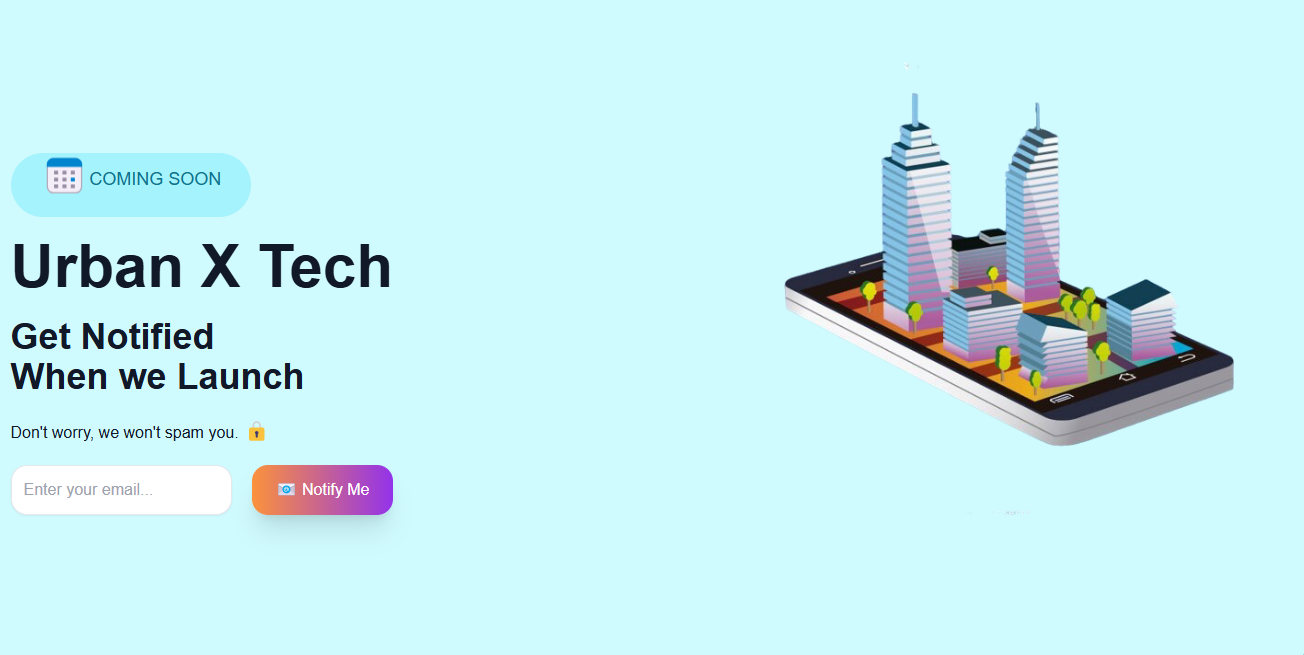 COMING SOON
Urban X Tech
Get Notified
When we Launch
Don't worry, we won't spam you.
Enter your email...
Notify Me